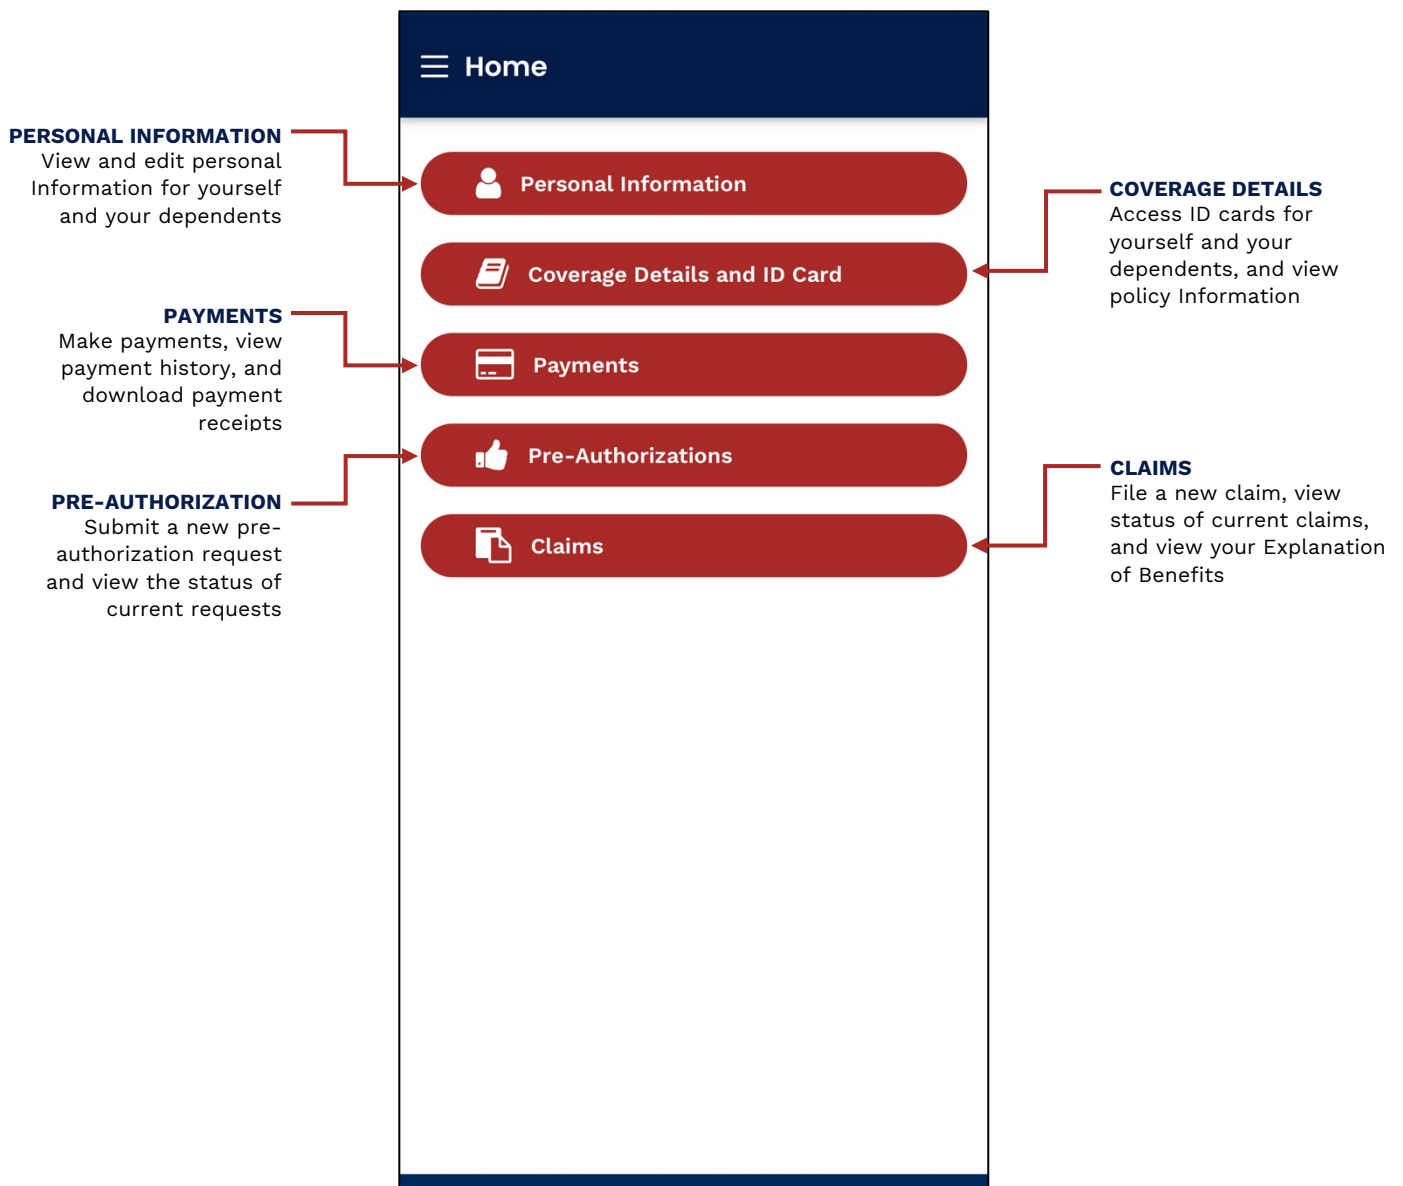 Home
PERSONAL INFORMATION
View and edit personal
Information for yourself
and your dependents
PAYMENTS
Make payments, view
payment history, and
download payment
receipts
PRE-AUTHORIZATION
Submit a new pre-
authorization request
and view the status of
current requests
Personal Information
Coverage Details and ID Card
Payments
Pre-Authorizations
Claims
COVERAGE DETAILS
Access ID cards for
yourself and your
dependents, and view
policy Information
CLAIMS
File a new claim, view
status of current claims,
and view your Explanation
of Benefits